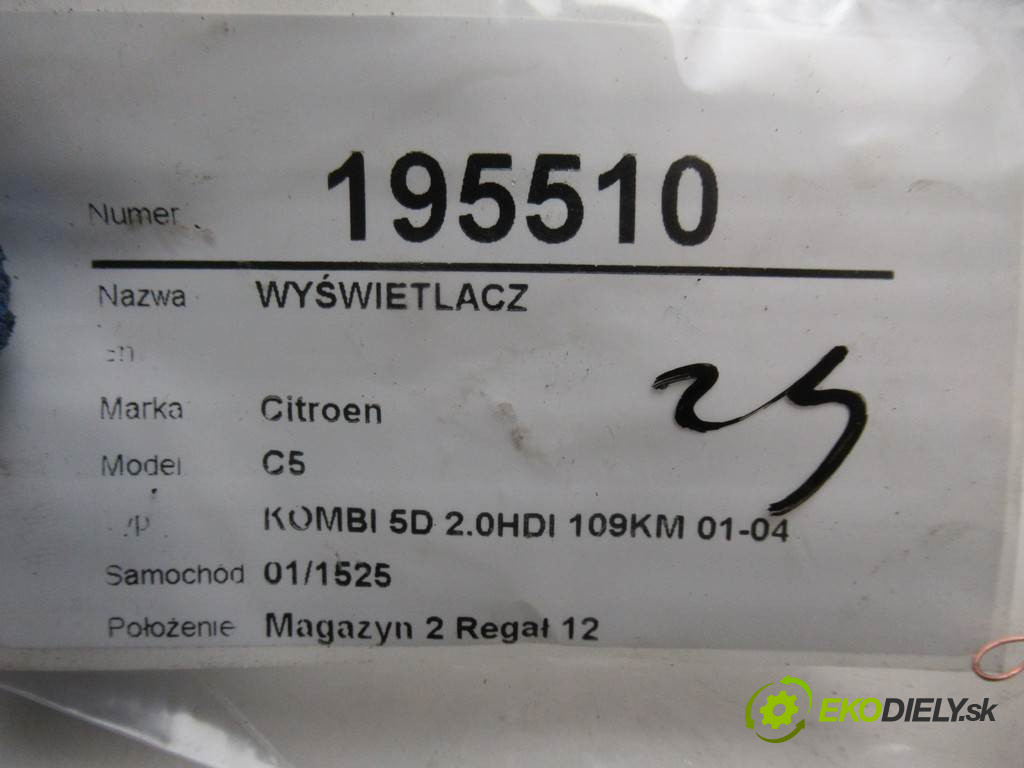 Numer 195510
Nazwa WYŚWIETLACZ
Marka Citroen
Model C5
KOMBI 5D 2.0HDI 109KM 01-04
Samochód 01/1525
Położenie Magazyn 2 Regał 12
EKODIELY.sk